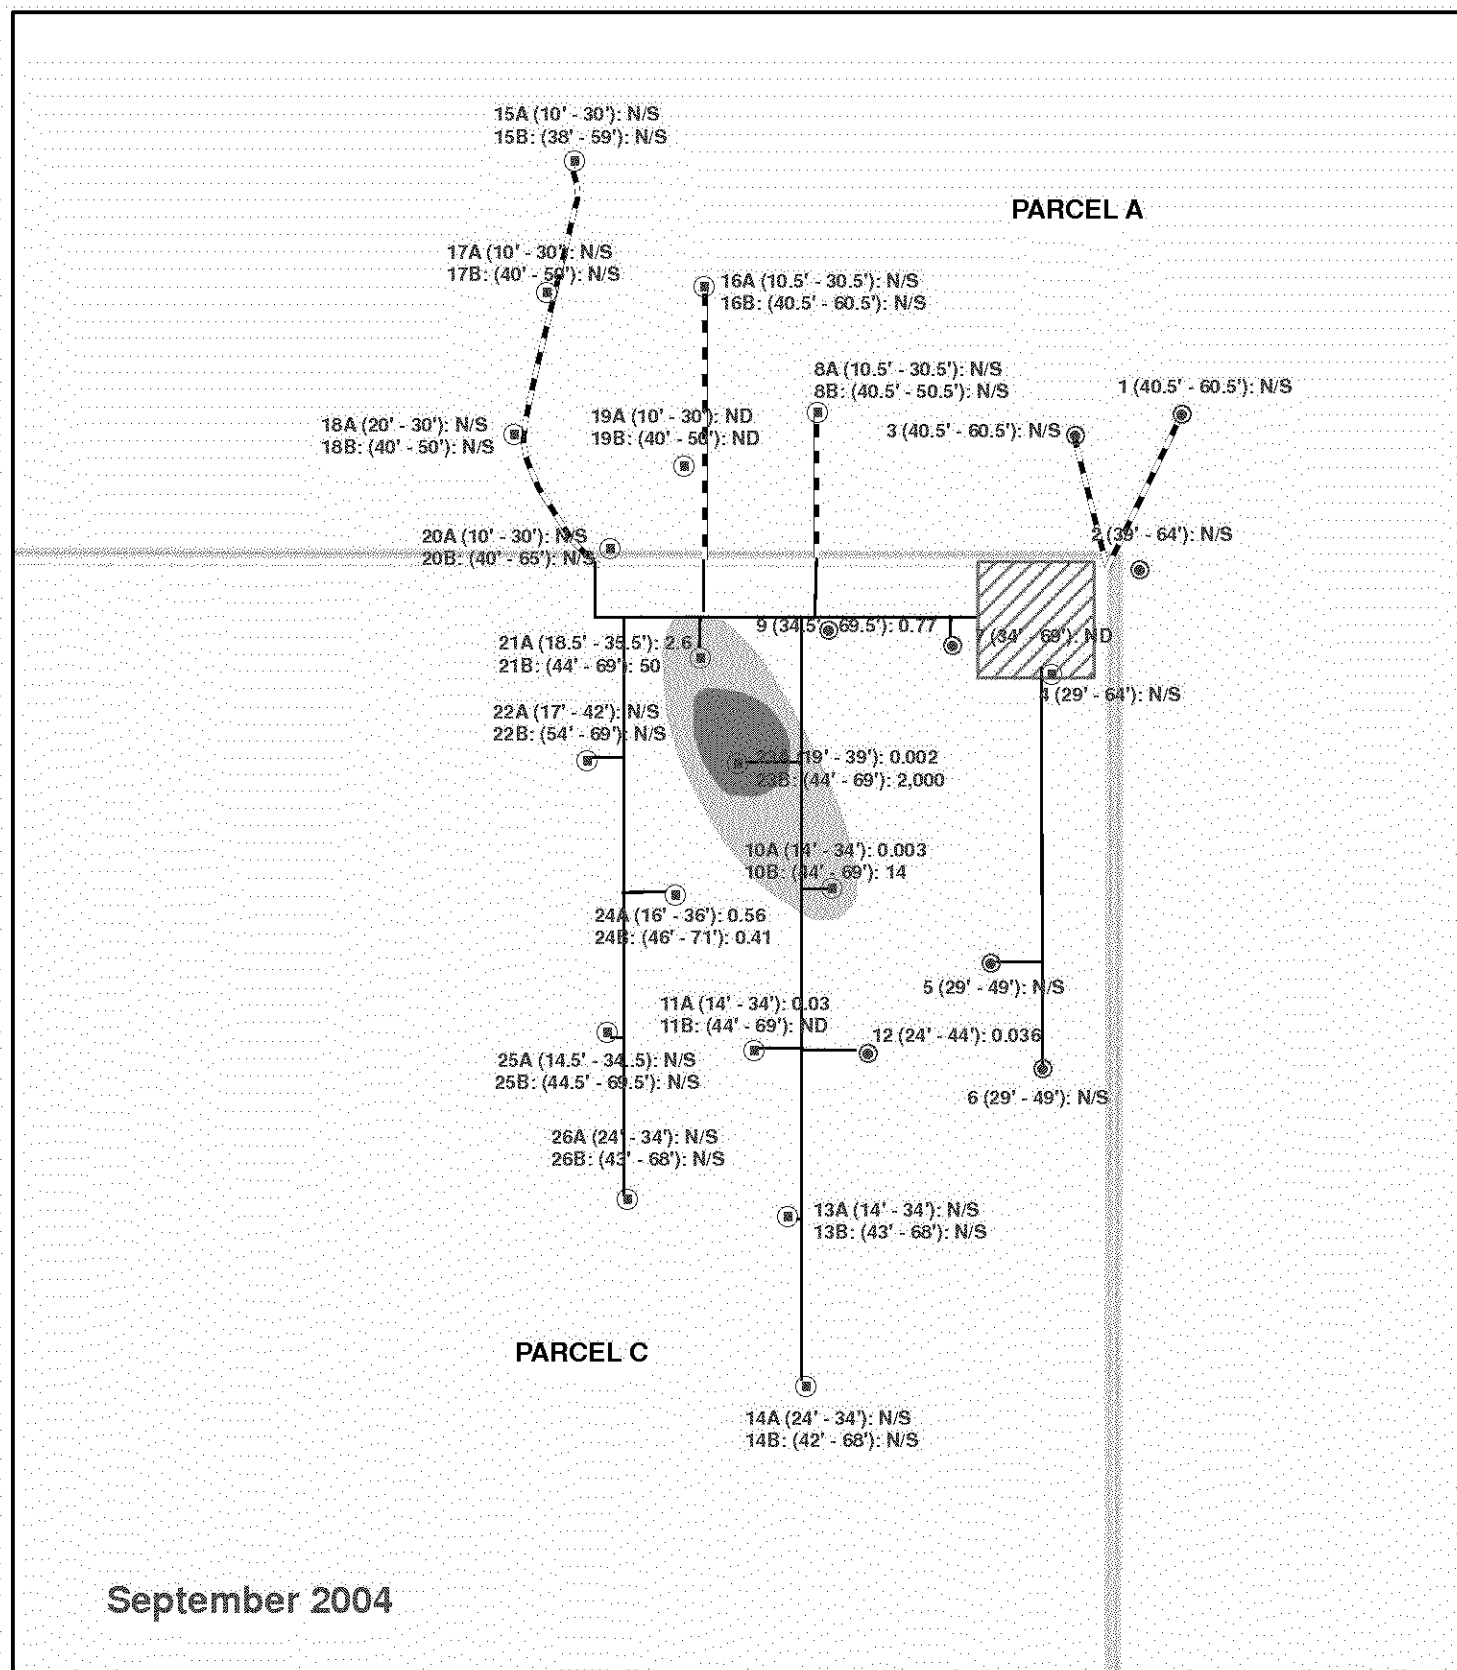 15A (10' - 30'): N/S
15B: (38' - 59'): N/S
PARCEL A
17A (10' - 30'): N/S
17B: (40' - 50'): N/S
16A (10.5' - 30.5'): N/S
16B: (40.5' - 60.5'): N/S
8A (10.5' - 30.5'): N/S
8B: (40.5' - 50.5'): N/S
1 (40.5' - 60.5'): N/S
19A (10' - 30'): ND
19B: (40' - 50'): ND
18A (20' - 30'): N/S
18B: (40' - 50'): N/S
3 (40.5' - 60.5'): N/S
20A (10' - 30'): N/S
20B: (40' - 65'): N/S
2 (39' - 64'): N/S
9 (34.5' - 69.5'): 0.77
7 (34' - 69'): ND
21A (18.5' - 35.5'): 2.6
21B: (44' - 69'): 50
4 (29' - 64'): N/S
22A (17' - 42'): N/S
22B: (54' - 69'): N/S
23A (19' - 39'): 0.002
23B: (44' - 69'): 2,000
10A (14' - 34'): 0.003
10B: (44' - 69'): 14
24A (16' - 36'): 0.56
24B: (46' - 71'): 0.41
5 (29' - 49'): N/S
11A (14' - 34'): 0.03
11B: (44' - 69'): ND
12 (24' - 44'): 0.036
25A (14.5' - 34.5): N/S
25B: (44.5' - 69.5'): N/S
6 (29' - 49'): N/S
26A (24' - 34'): N/S
26B: (43' - 68'): N/S
13A (14' - 34'): N/S
13B: (43' - 68'): N/S
PARCEL C
14A (24' - 34'): N/S
14B: (42' - 68'): N/S
September 2004